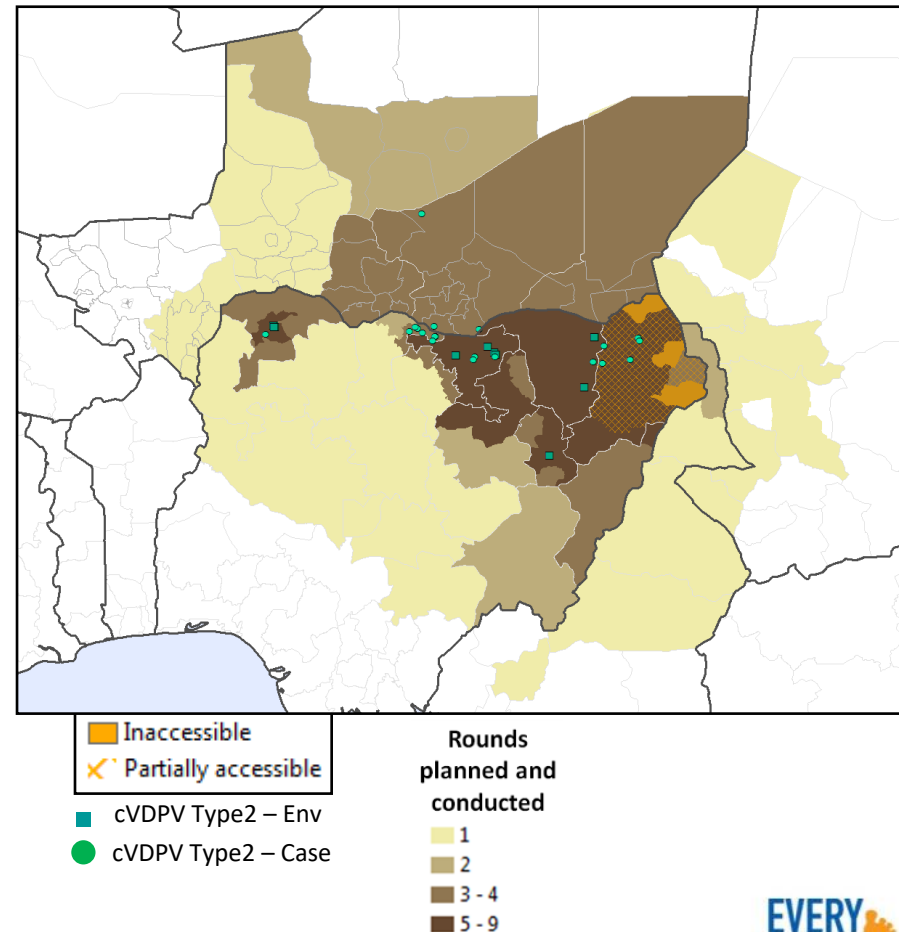 Inaccessible
Partially accessible
cVDPV Type2 – Env
cVDPV Type2 – Case
Rounds
planned and
conducted
1
2
3 - 4
5 - 9
EVERY